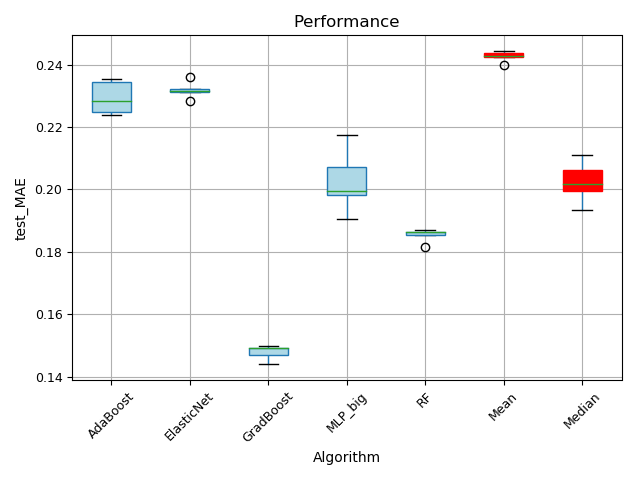 Performance
test_MAE
0.24
0.22
0.20
0.18
0.16
0.14
AdaBoost
ElasticNet
GradBoost
MLP_big
RF
Mean
Median
Algorithm